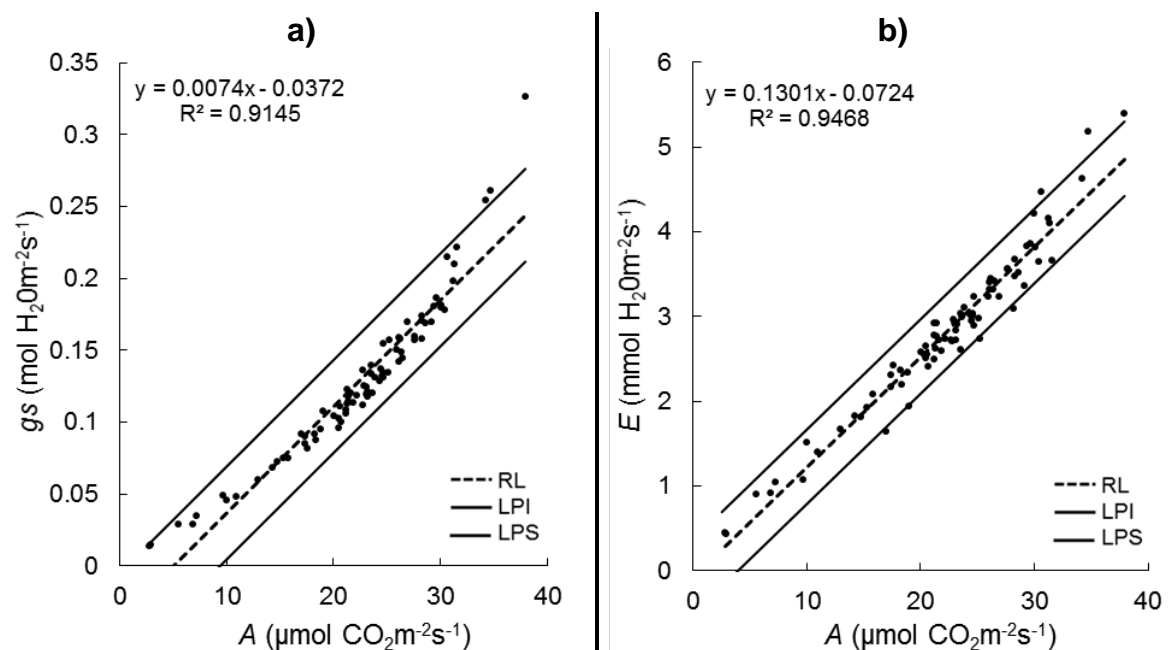 a)
y = 0.0074x - 0.0372
R² = 0.9145
gs (mol H₂0m⁻²s⁻¹)
0.35
0.3
0.25
0.2
0.15
0.1
0.05
0
RL
LPI
LPS
0 10 20 30 40
A (µmol CO₂m⁻²s⁻¹)
b)
y = 0.1301x - 0.0724
R² = 0.9468
E (mmol H₂0m⁻²s⁻¹)
6
5
4
3
2
1
0
RL
LPI
LPS
0 10 20 30 40
A (µmol CO₂m⁻²s⁻¹)